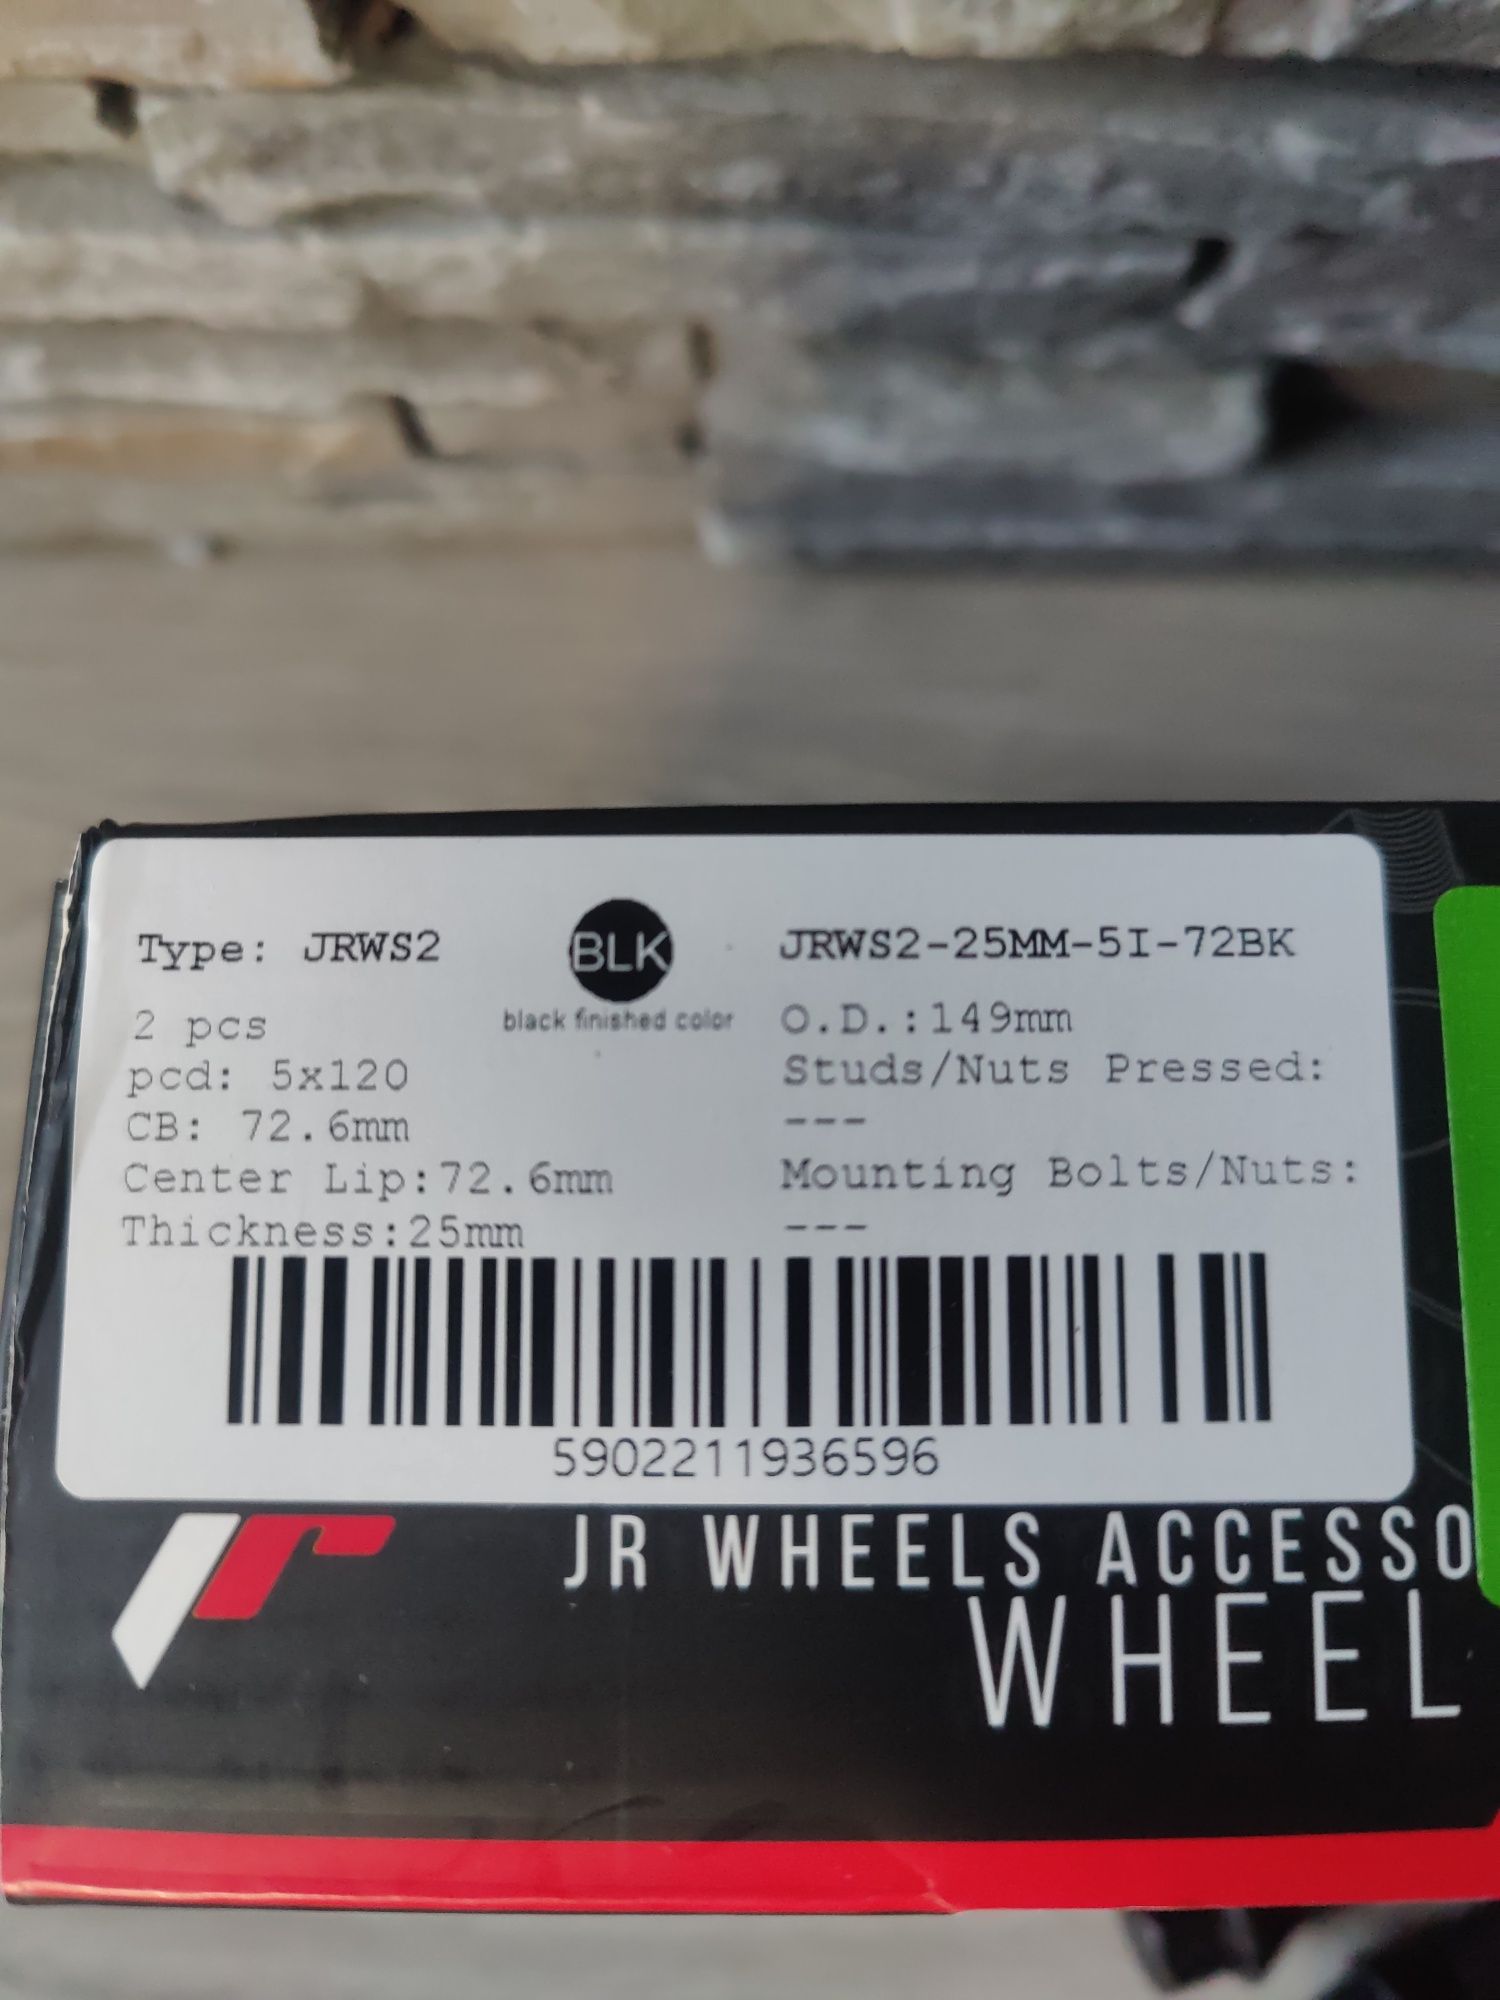 Type: JRWS2
BLK
black finished color
JRWS2-25MM-5I-72BK
2 pcs
pcd: 5x120
CB: 72.6mm
Center Lip:72.6mm
Thickness:25mm
O.D.:149mm
Studs/Nuts Pressed:
---
Mounting Bolts/Nuts:
---
5902211936596
jr
JR WHEELS ACCESSO
WHEEL